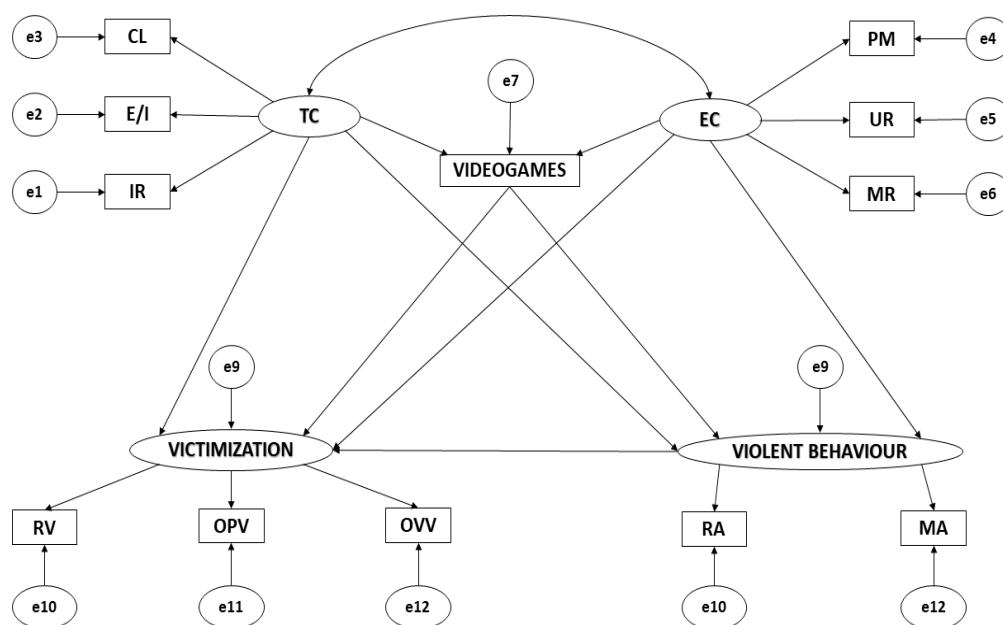 e3
CL
PM
e4
e7
e2
E/I
TC
EC
UR
e5
VIDEOGAMES
e1
IR
MR
e6
e9
e9
VICTIMIZATION
VIOLENT BEHAVIOUR
RV
OPV
OVV
RA
MA
e10
e11
e12
e10
e12